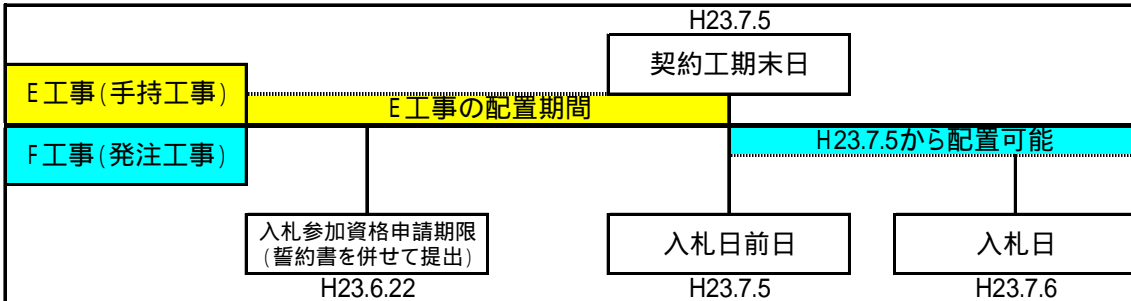 H23.7.5
契約工期末日
E工事(手持工事)
E工事の配置期間
F工事(発注工事)
H23.7.5から配置可能
入札参加資格申請期限
(誓約書を併せて提出)
入札日前日
入札日
H23.6.22
H23.7.5
H23.7.6